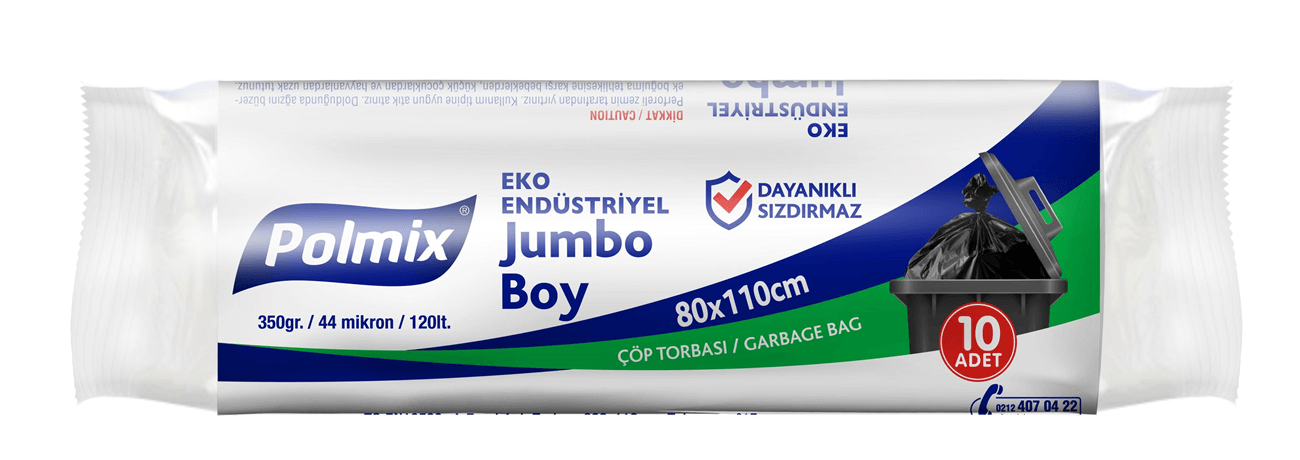 ek boğulma tehlikesine karşı bebeklerden, küçük çocuklardan ve hayvanlardan uzak tutunuz.
Perforeli zemin tarafından yırtınız. Kullanım tipine uygun atık atınız. Dolduğunda ağzını büzer-
DİKKAT / CAUTION
Jumbo
ENDÜSTRİYEL
EKO
EKO
ENDÜSTRİYEL
Jumbo
Boy
DAYANIKLI
SIZDIRMAZ
Polmix®
350gr. / 44 mikron / 120lt.
80x110cm
ÇÖP TORBASI / GARBAGE BAG
10
ADET
0212 407 04 22